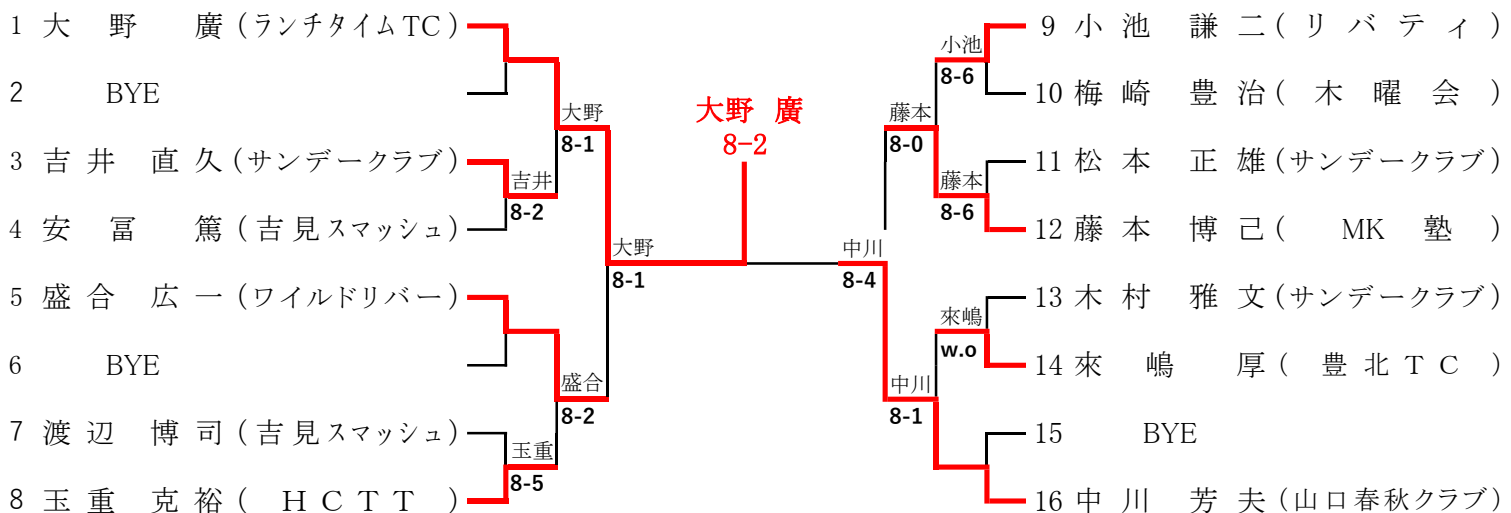 1 大野 廣 (ランチタイムTC)
2 BYE
3 吉井 直久 (サンデークラブ)
4 安冨 篤 (吉見スマッシュ)
5 盛合 広一 (ワイルドリバー)
6 BYE
7 渡辺 博司 (吉見スマッシュ)
8 玉重 克裕 (HCTT)
吉井
8-2
玉重
8-5
大野
8-1
盛合
8-2
大野
8-1
大野 廣
8-2
中川
8-4
藤本
8-0
中川
8-1
小池
8-6
藤本
8-6
來嶋
w.o
9 小池 謙二 (リバティ)
10 梅崎 豊治 (木曜会)
11 松本 正雄 (サンデークラブ)
12 藤本 博己 (MK塾)
13 木村 雅文 (サンデークラブ)
14 來嶋 厚 (豊北TC)
15 BYE
16 中川 芳夫 (山口春秋クラブ)